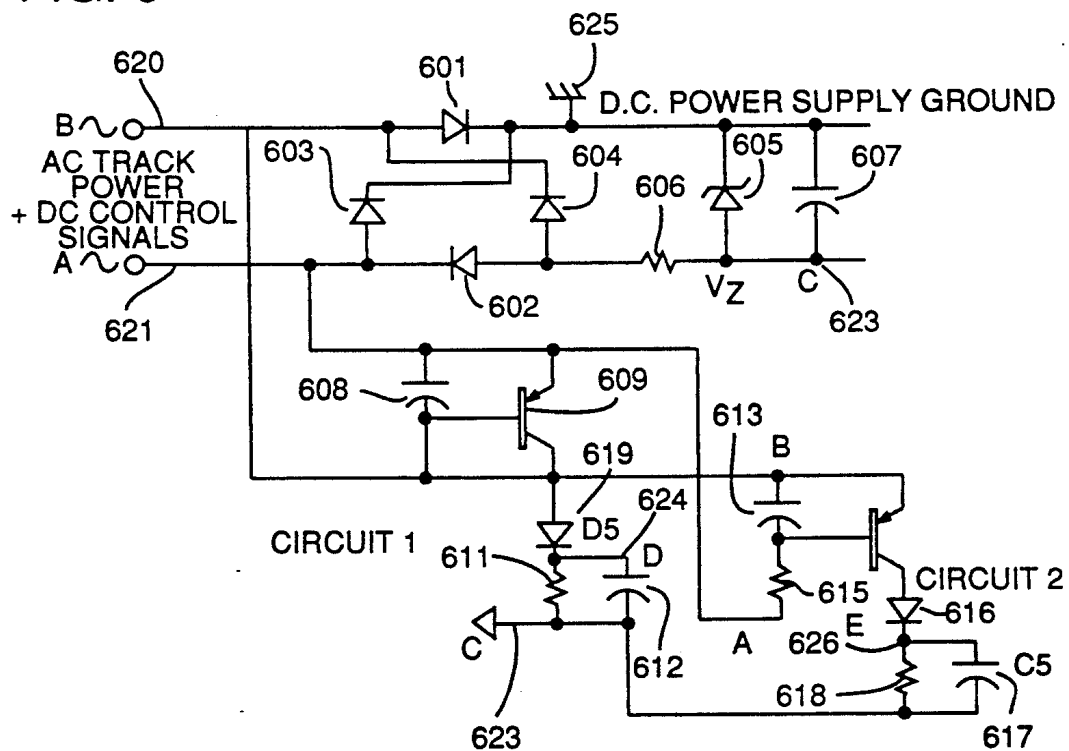 620
601
625
B
D.C. POWER SUPPLY GROUND
603
604
605
607
606
AC TRACK
POWER
+ DC CONTROL
SIGNALS
A
621
602
VZ
C
623
608
609
613
B
619
624
CIRCUIT 1
D5
D
611
615
CIRCUIT 2
616
C
612
A
E
626
618
C5
617
623